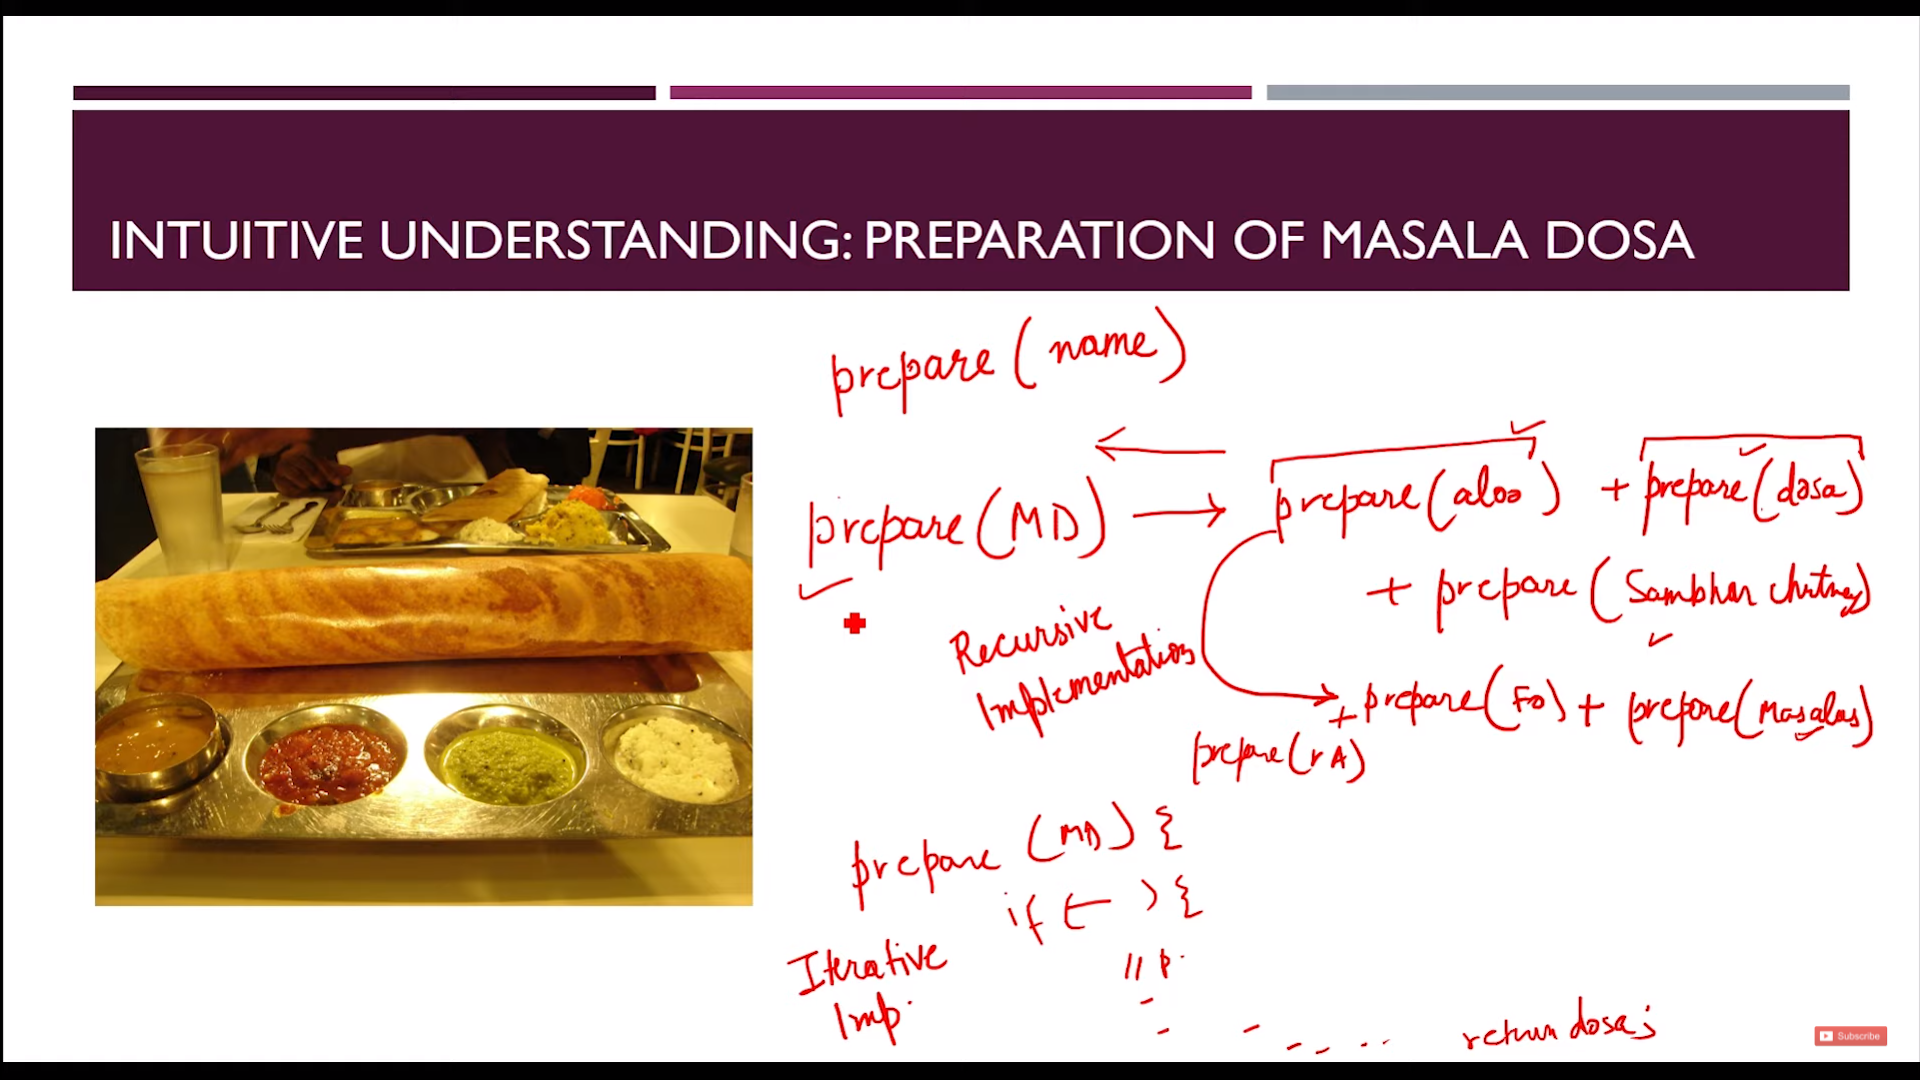 INTUITIVE UNDERSTANDING: PREPARATION OF MASALA DOSA
prepare (name)
prepare (MD) → prepare (aloo) + prepare (dosa)
+ prepare (Sambhar chutney)
Recursive
Implementation
+ prepare (FO) + prepare (Masalas)
prepare (rA)
prepare (MD) {
if ( ) {
// p.
Iterative
Imp.
return dosa;
Subscribe